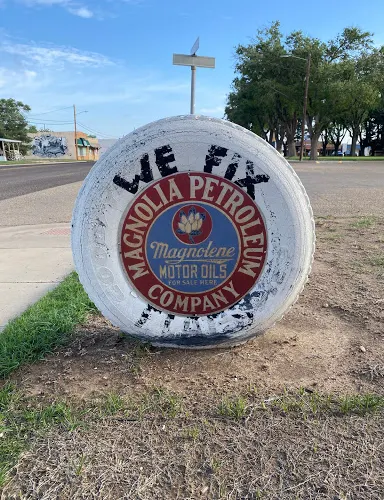 WE FIX
MAGNOLIA PETROLEUM
Magnolene
MOTOR OILS
FOR SALE HERE
COMPANY